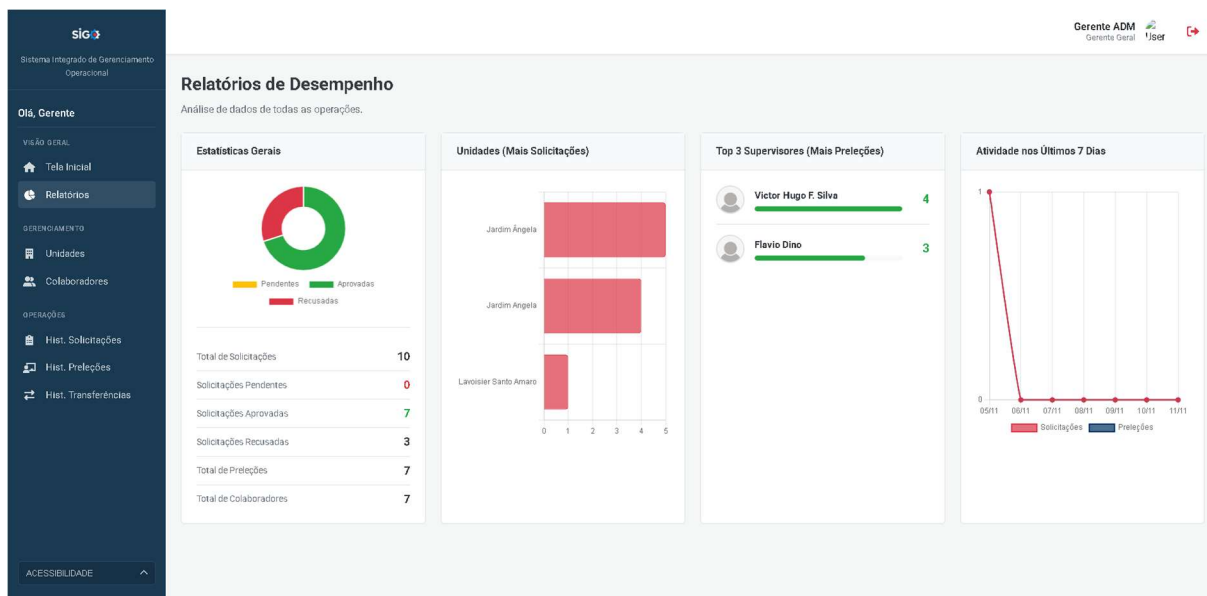 sigo
Sistema Integrado de Gerenciamento
Operacional
Olá, Gerente
VISÃO GERAL
Tela Inicial
Relatórios
GERENCIAMENTO
Unidades
Colaboradores
OPERAÇÕES
Hist. Solicitações
Hist. Preleções
Hist. Transferências
ACESSIBILIDADE
Gerente ADM
Gerente Geral
User
Relatórios de Desempenho
Análise de dados de todas as operações.
Estatísticas Gerais
Pendentes
Aprovadas
Recusadas
Total de Solicitações 10
Solicitações Pendentes 0
Solicitações Aprovadas 7
Solicitações Recusadas 3
Total de Preleções 7
Total de Colaboradores 7
Unidades (Mais Solicitações)
Jardim Ângela
Jardim Angela
Lavoisier Santo Amaro
0 1 2 3 4 5
Top 3 Supervisores (Mais Preleções)
Victor Hugo F. Silva 4
Flavio Dino 3
Atividade nos Últimos 7 Dias
1
0
05/11 06/11 07/11 08/11 09/11 10/11 11/11
Solicitações Preleções